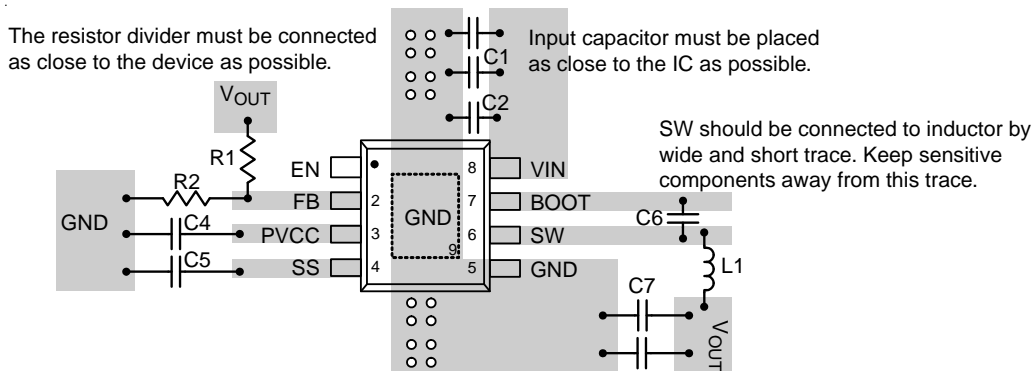 The resistor divider must be connected
as close to the device as possible.
Input capacitor must be placed
as close to the IC as possible.
C1
C2
VOUT
R1
SW should be connected to inductor by
wide and short trace. Keep sensitive
components away from this trace.
EN
8
VIN
R2
FB
2
7
BOOT
GND
GND
C4
PVCC
3
6
SW
C6
9
C5
SS
4
5
GND
L1
C7
VOUT